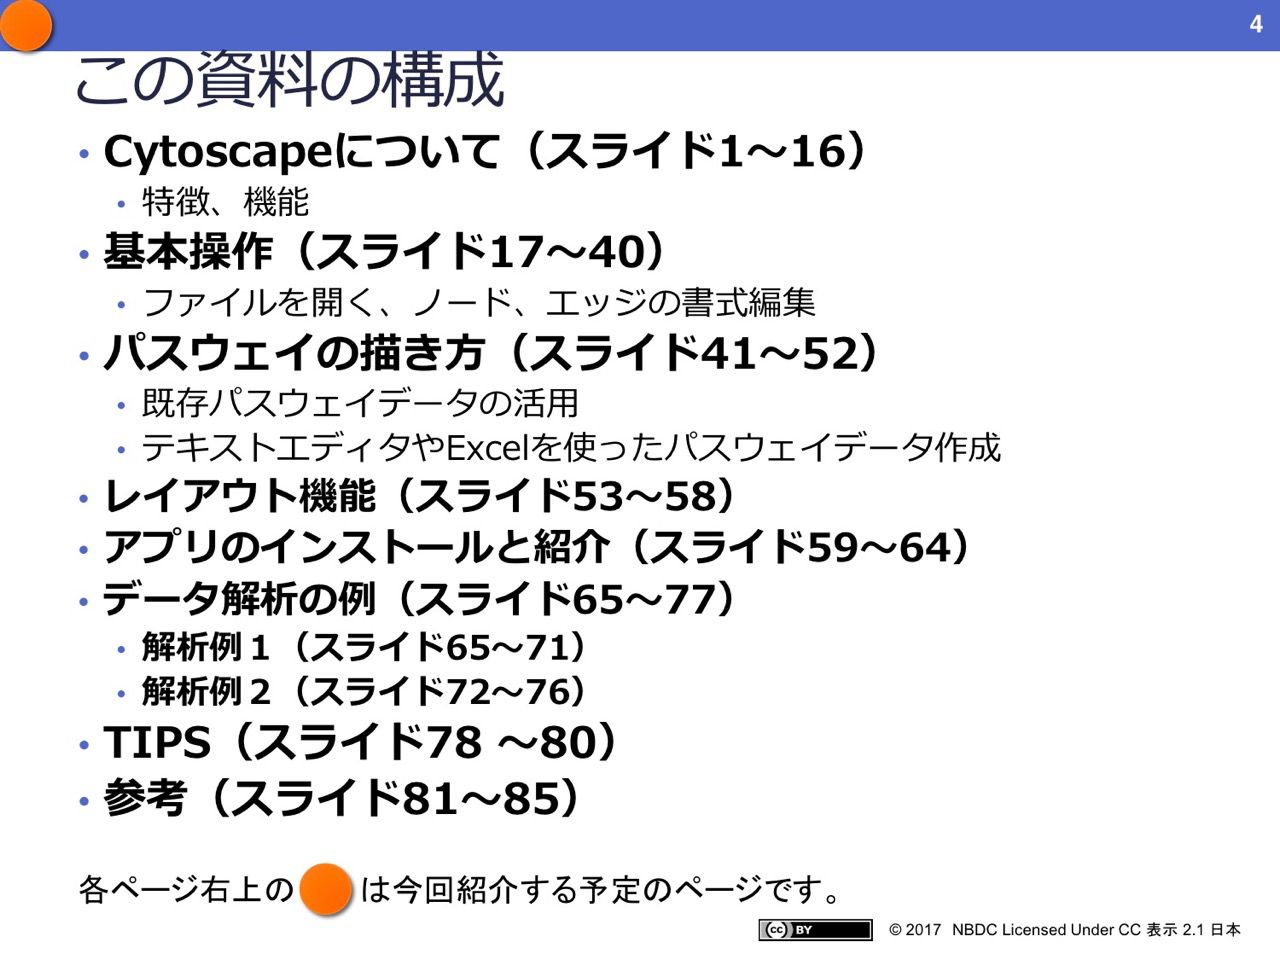 4
この資料の構成
• Cytoscapeについて（スライド1～16）
• 特徴、機能
• 基本操作（スライド17～40）
• ファイルを開く、ノード、エッジの書式編集
• パスウェイの描き方（スライド41～52）
• 既存パスウェイデータの活用
• テキストエディタやExcelを使ったパスウェイデータ作成
• レイアウト機能（スライド53～58）
• アプリのインストールと紹介（スライド59～64）
• データ解析の例（スライド65～77）
• 解析例１（スライド65～71）
• 解析例２（スライド72～76）
• TIPS（スライド78 ～80）
• 参考（スライド81～85）
各ページ右上の は今回紹介する予定のページです。
cc BY © 2017 NBDC Licensed Under CC 表示 2.1 日本